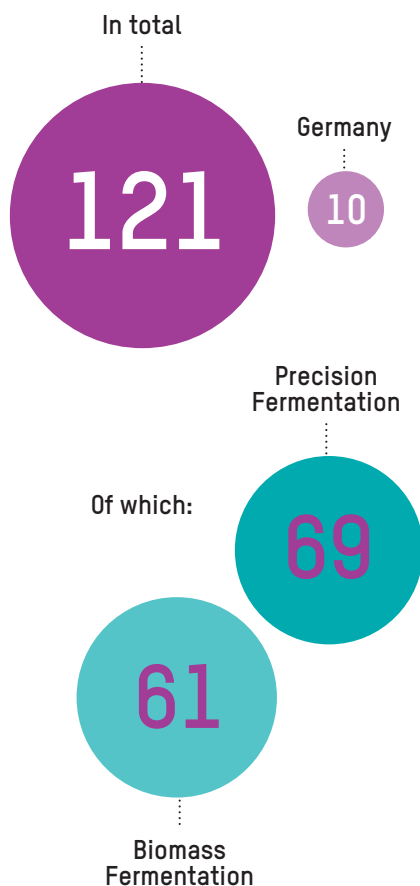 In total
121
Germany
10
Precision
Fermentation
Of which:
69
61
Biomass
Fermentation